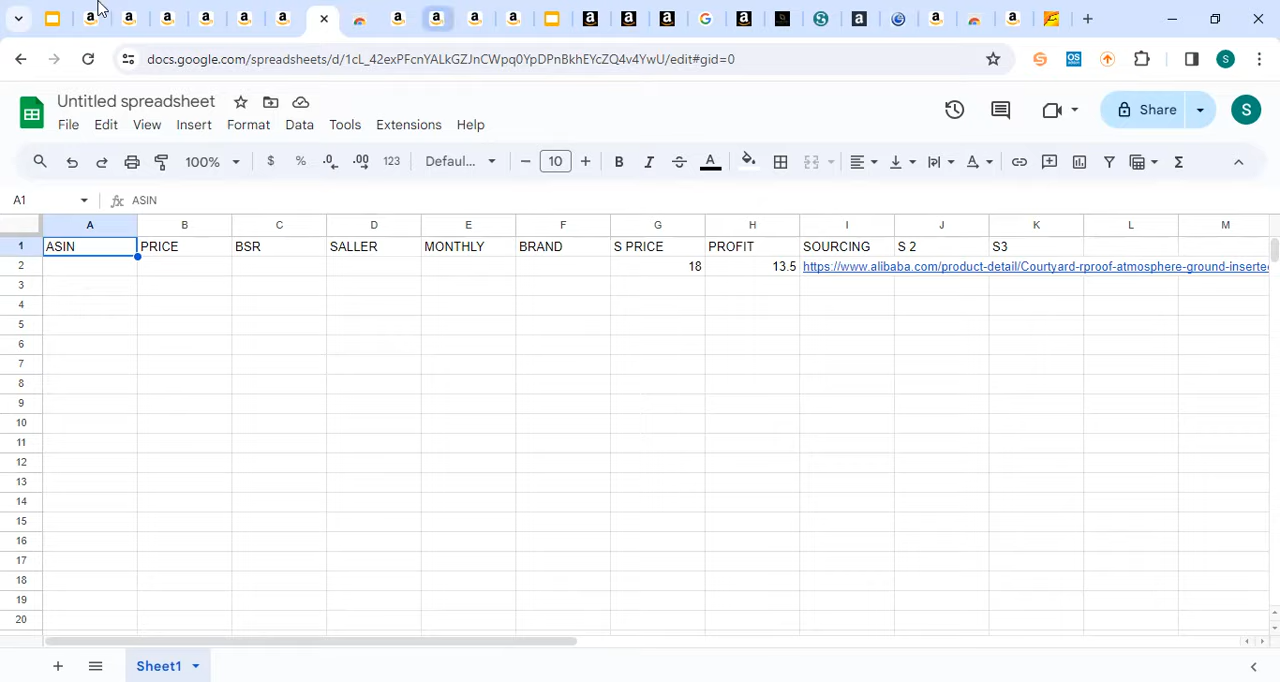 docs.google.com/spreadsheets/d/1cL_42exPFcnYALkGZJnCWpq0YpDPnBkhEYcZQ4v4YwU/edit#gid=0
S
Untitled spreadsheet
Share
S
File Edit View Insert Format Data Tools Extensions Help
100% $ % .0 .00 123 Defaul... 10 B I A
A1 fx ASIN
A B C D E F G H I J K L M
1 ASIN PRICE BSR SALLER MONTHLY BRAND S PRICE PROFIT SOURCING S 2 S3
2 18 13.5 https://www.alibaba.com/product-detail/Courtyard-rproof-atmosphere-ground-inserte
3
4
5
6
7
8
9
10
11
12
13
14
15
16
17
18
19
20
Sheet1